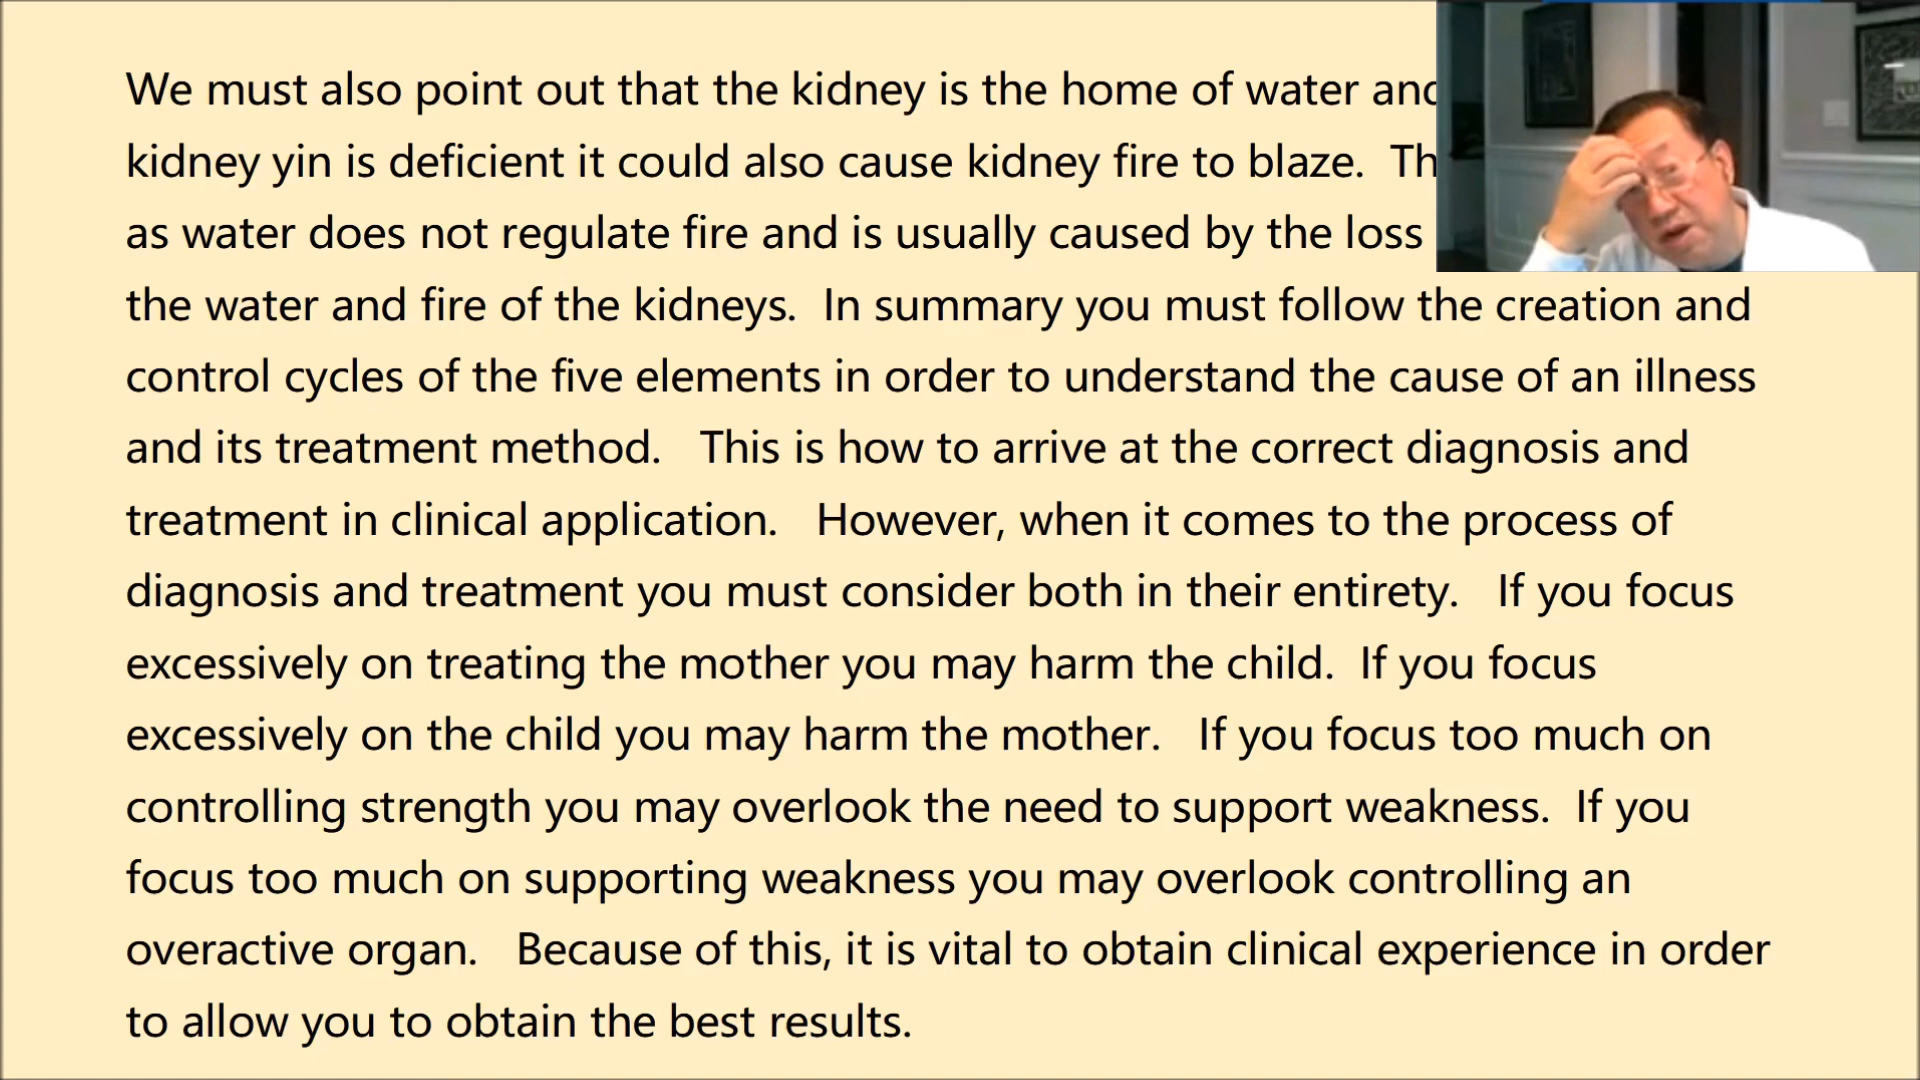 We must also point out that the kidney is the home of water and
kidney yin is deficient it could also cause kidney fire to blaze.  Th
as water does not regulate fire and is usually caused by the loss
the water and fire of the kidneys.  In summary you must follow the creation and
control cycles of the five elements in order to understand the cause of an illness
and its treatment method.   This is how to arrive at the correct diagnosis and
treatment in clinical application.   However, when it comes to the process of
diagnosis and treatment you must consider both in their entirety.   If you focus
excessively on treating the mother you may harm the child.  If you focus
excessively on the child you may harm the mother.   If you focus too much on
controlling strength you may overlook the need to support weakness.  If you
focus too much on supporting weakness you may overlook controlling an
overactive organ.   Because of this, it is vital to obtain clinical experience in order
to allow you to obtain the best results.